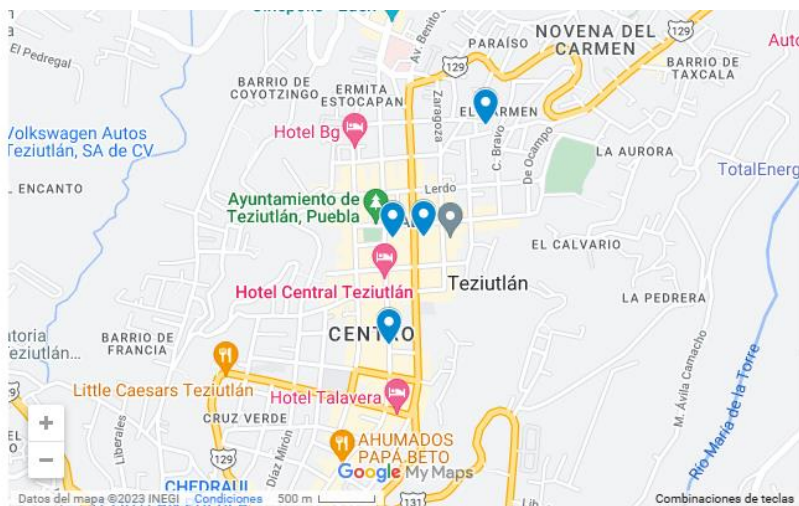 NOVENA DEL
CARMEN
129
PARAÍSO
Av. Benito
El Pedregal
BARRIO DE
COYOTZINGO
ERMITA
ESTOCAPAN
129
BARRIO DE
TAXCALA
Zaragoza
EL CARMEN
Hotel Bg
Volkswagen Autos
Teziutlán, SA de CV
C. Bravo
De Ocampo
LA AURORA
TotalEnerg
ENCANTO
Lerdo
Ayuntamiento de
Teziutlán, Puebla
EL CALVARIO
Hotel Central Teziutlán
Teziutlán
LA PEDRERA
CENTRO
BARRIO DE
FRANCIA
Little Caesars Teziutlán
Hotel Talavera
M. Ávila Camacho
Río María de la Torre
CRUZ VERDE
Liberales
Díaz Mirón
AHUMADOS
PAPÁ BETO
129
CHEDRAUI
Google My Maps
131
Datos del mapa ©2023 INEGI
Condiciones
500 m
Combinaciones de teclas